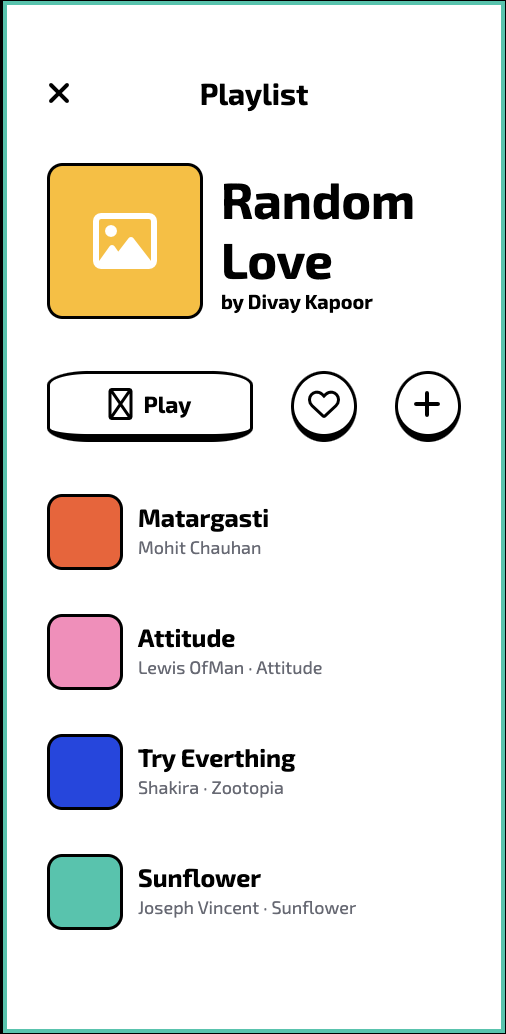 Playlist
Random
Love
by Divay Kapoor
Play
Matargasti
Mohit Chauhan
Attitude
Lewis OfMan · Attitude
Try Everthing
Shakira · Zootopia
Sunflower
Joseph Vincent · Sunflower